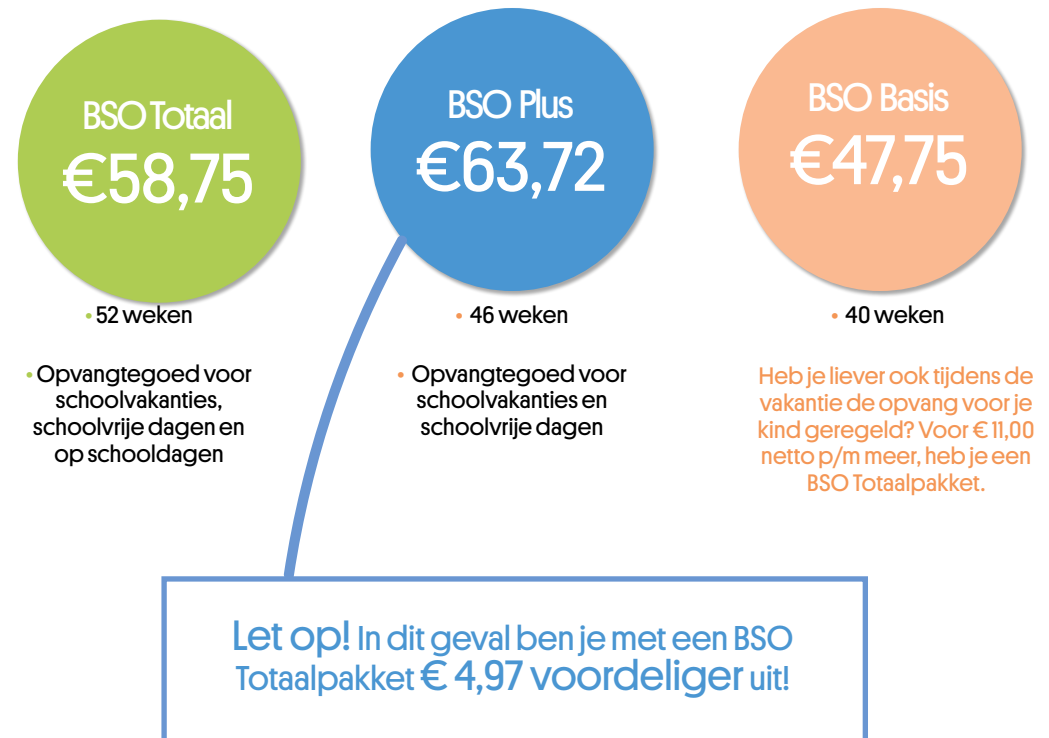 BSO Totaal
€58,75
• 52 weken
• Opvangtegoed voor
schoolvakanties,
schoolvrije dagen en
op schooldagen
BSO Plus
€63,72
• 46 weken
• Opvangtegoed voor
schoolvakanties en
schoolvrije dagen
BSO Basis
€47,75
• 40 weken
Heb je liever ook tijdens de
vakantie de opvang voor je
kind geregeld? Voor € 11,00
netto p/m meer, heb je een
BSO Totaalpakket.
Let op! In dit geval ben je met een BSO
Totaalpakket € 4,97 voordeliger uit!